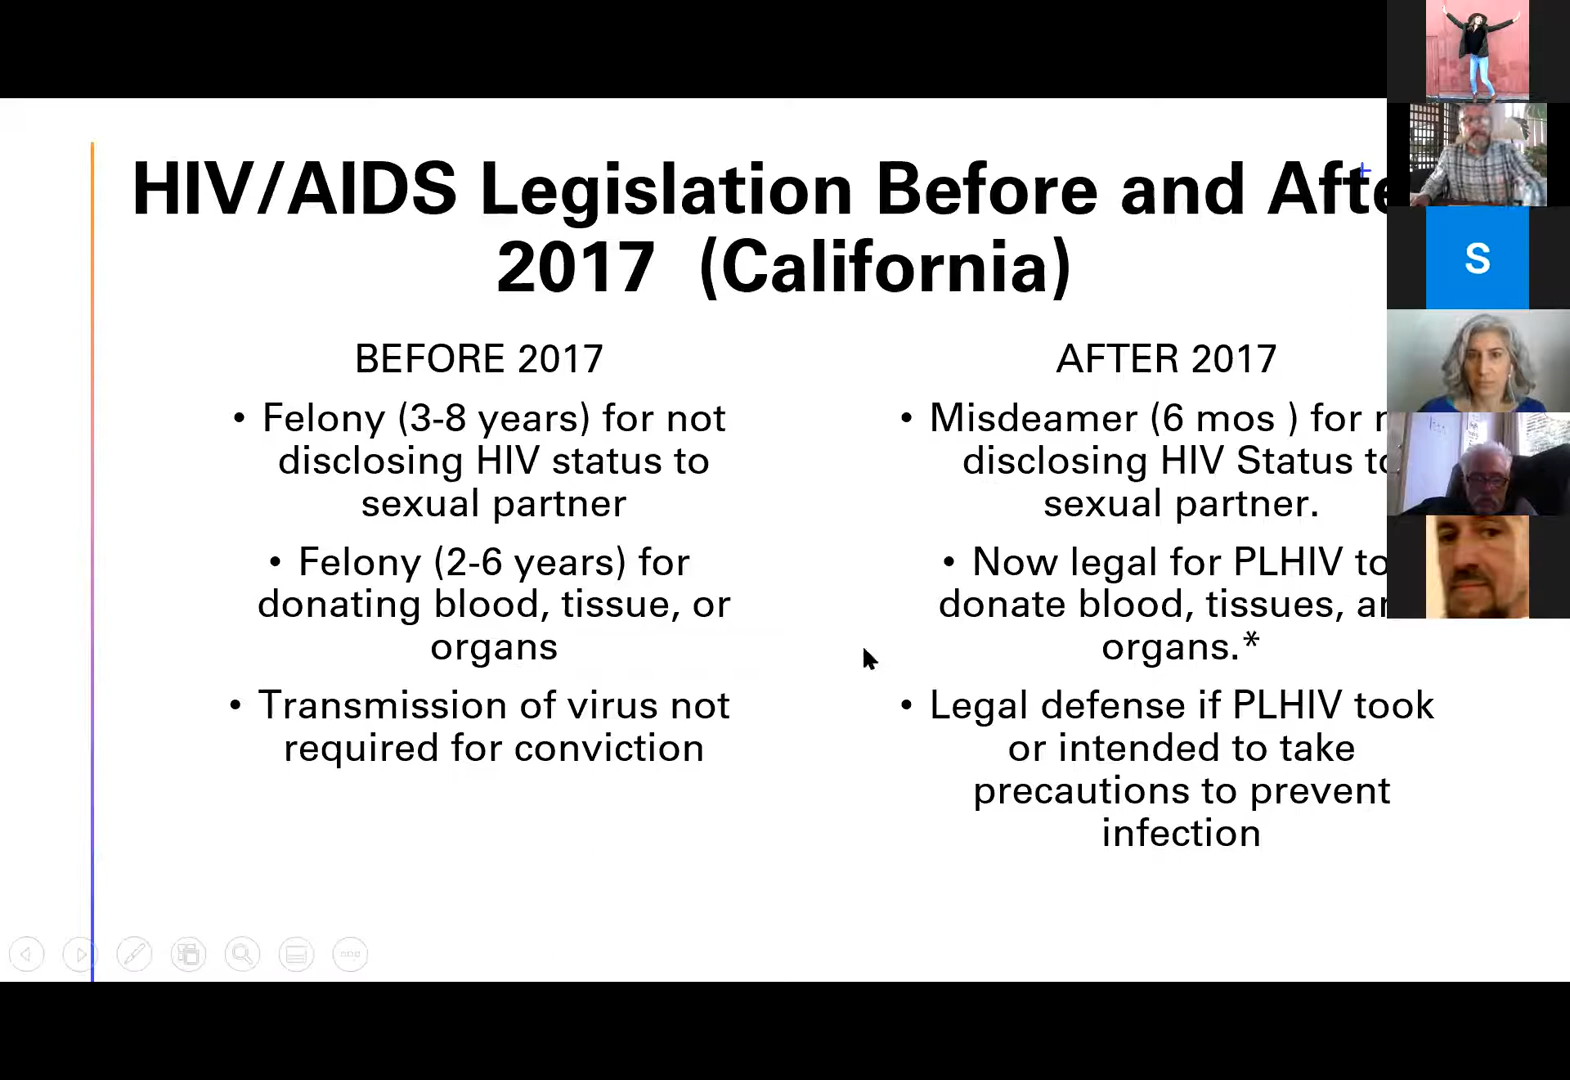 HIV/AIDS Legislation Before and Afte
2017 (California)
BEFORE 2017
• Felony (3-8 years) for not
disclosing HIV status to
sexual partner
• Felony (2-6 years) for
donating blood, tissue, or
organs
• Transmission of virus not
required for conviction
AFTER 2017
• Misdeamer (6 mos ) for
disclosing HIV Status to
sexual partner.
• Now legal for PLHIV to
donate blood, tissues,
organs.*
• Legal defense if PLHIV took
or intended to take
precautions to prevent
infection
S